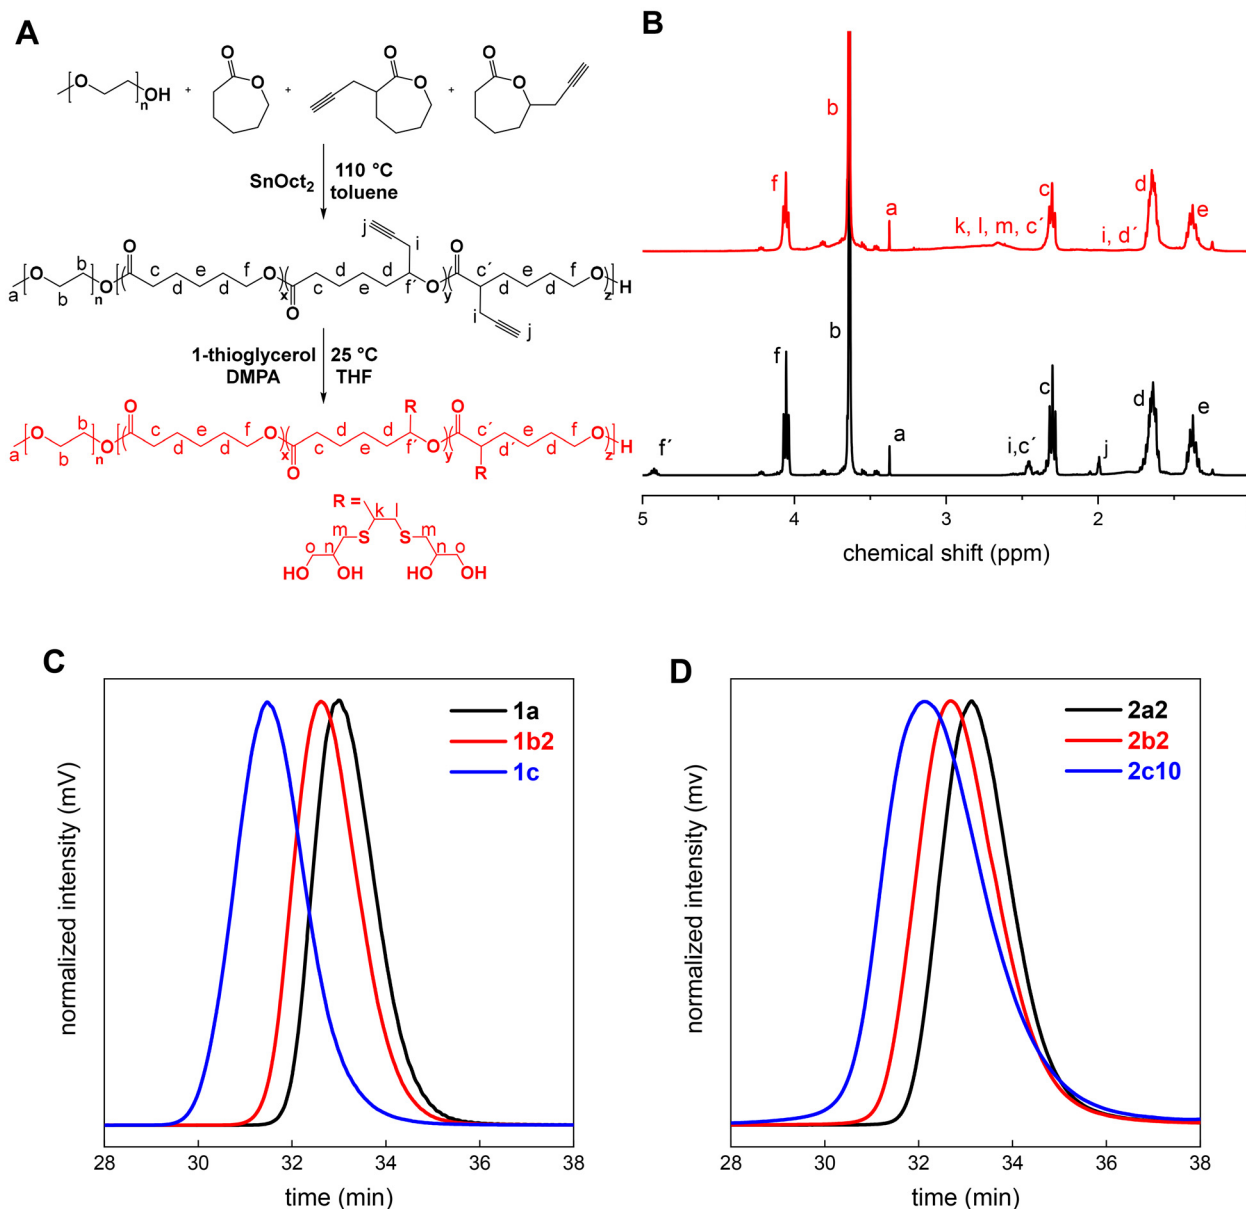 A
O
O
O
O
O
O
O
[ ]n OH
+
+
+
SnOct2
110 °C
toluene
j
i
O
b
O
c e f O
d d
d f´
O
c´ e f O
a
b
n
O
c d
x
c e
O
y
d d
z
H
O
i
j
1-thioglycerol
DMPA
25 °C
THF
R
O
b
O
c e f O
d d
f´
O
c´ e f O
a
b
n
O
d d
x
c e
O
y
d´ d
z
H
O
R
R =
k l
m
S
S
m
o n
n o
HO OH
HO OH
B
b
f
a
k, l, m, c´
c
i, d´
d
e
f´
f
b
a
i,c´
c
j
d
e
5
4
3
2
chemical shift (ppm)
C
1a
1b2
1c
normalized intensity (mV)
28
30
32
34
36
38
time (min)
D
2a2
2b2
2c10
normalized intensity (mv)
28
30
32
34
36
38
time (min)